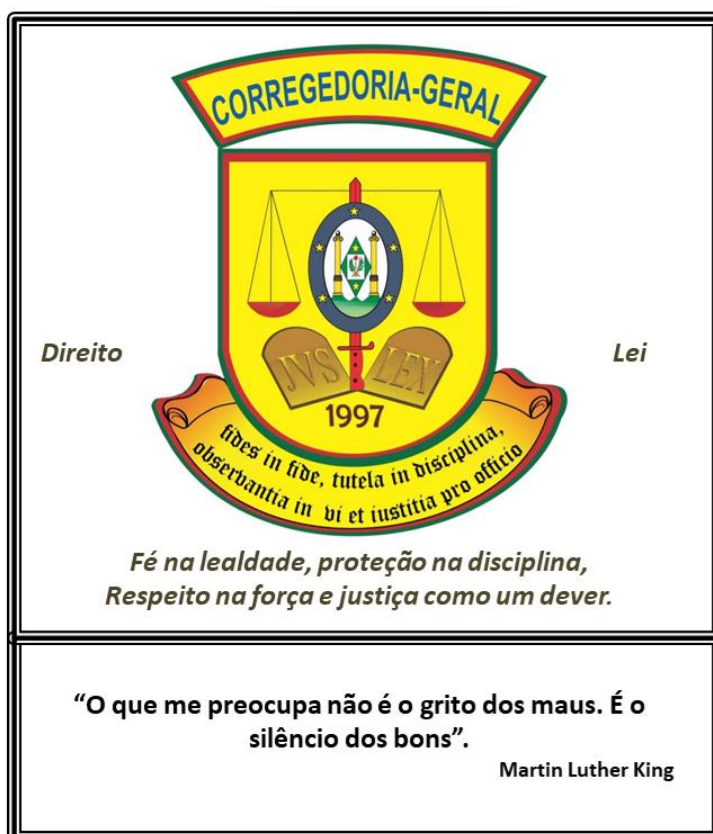 CORREGEDORIA-GERAL
Direito
Lei
JVS
LEX
1997
fides in fide, tutela in disciplina,
observantia in vi et iustitia pro officio
Fé na lealdade, proteção na disciplina,
Respeito na força e justiça como um dever.
“O que me preocupa não é o grito dos maus. É o
silêncio dos bons”.
Martin Luther King